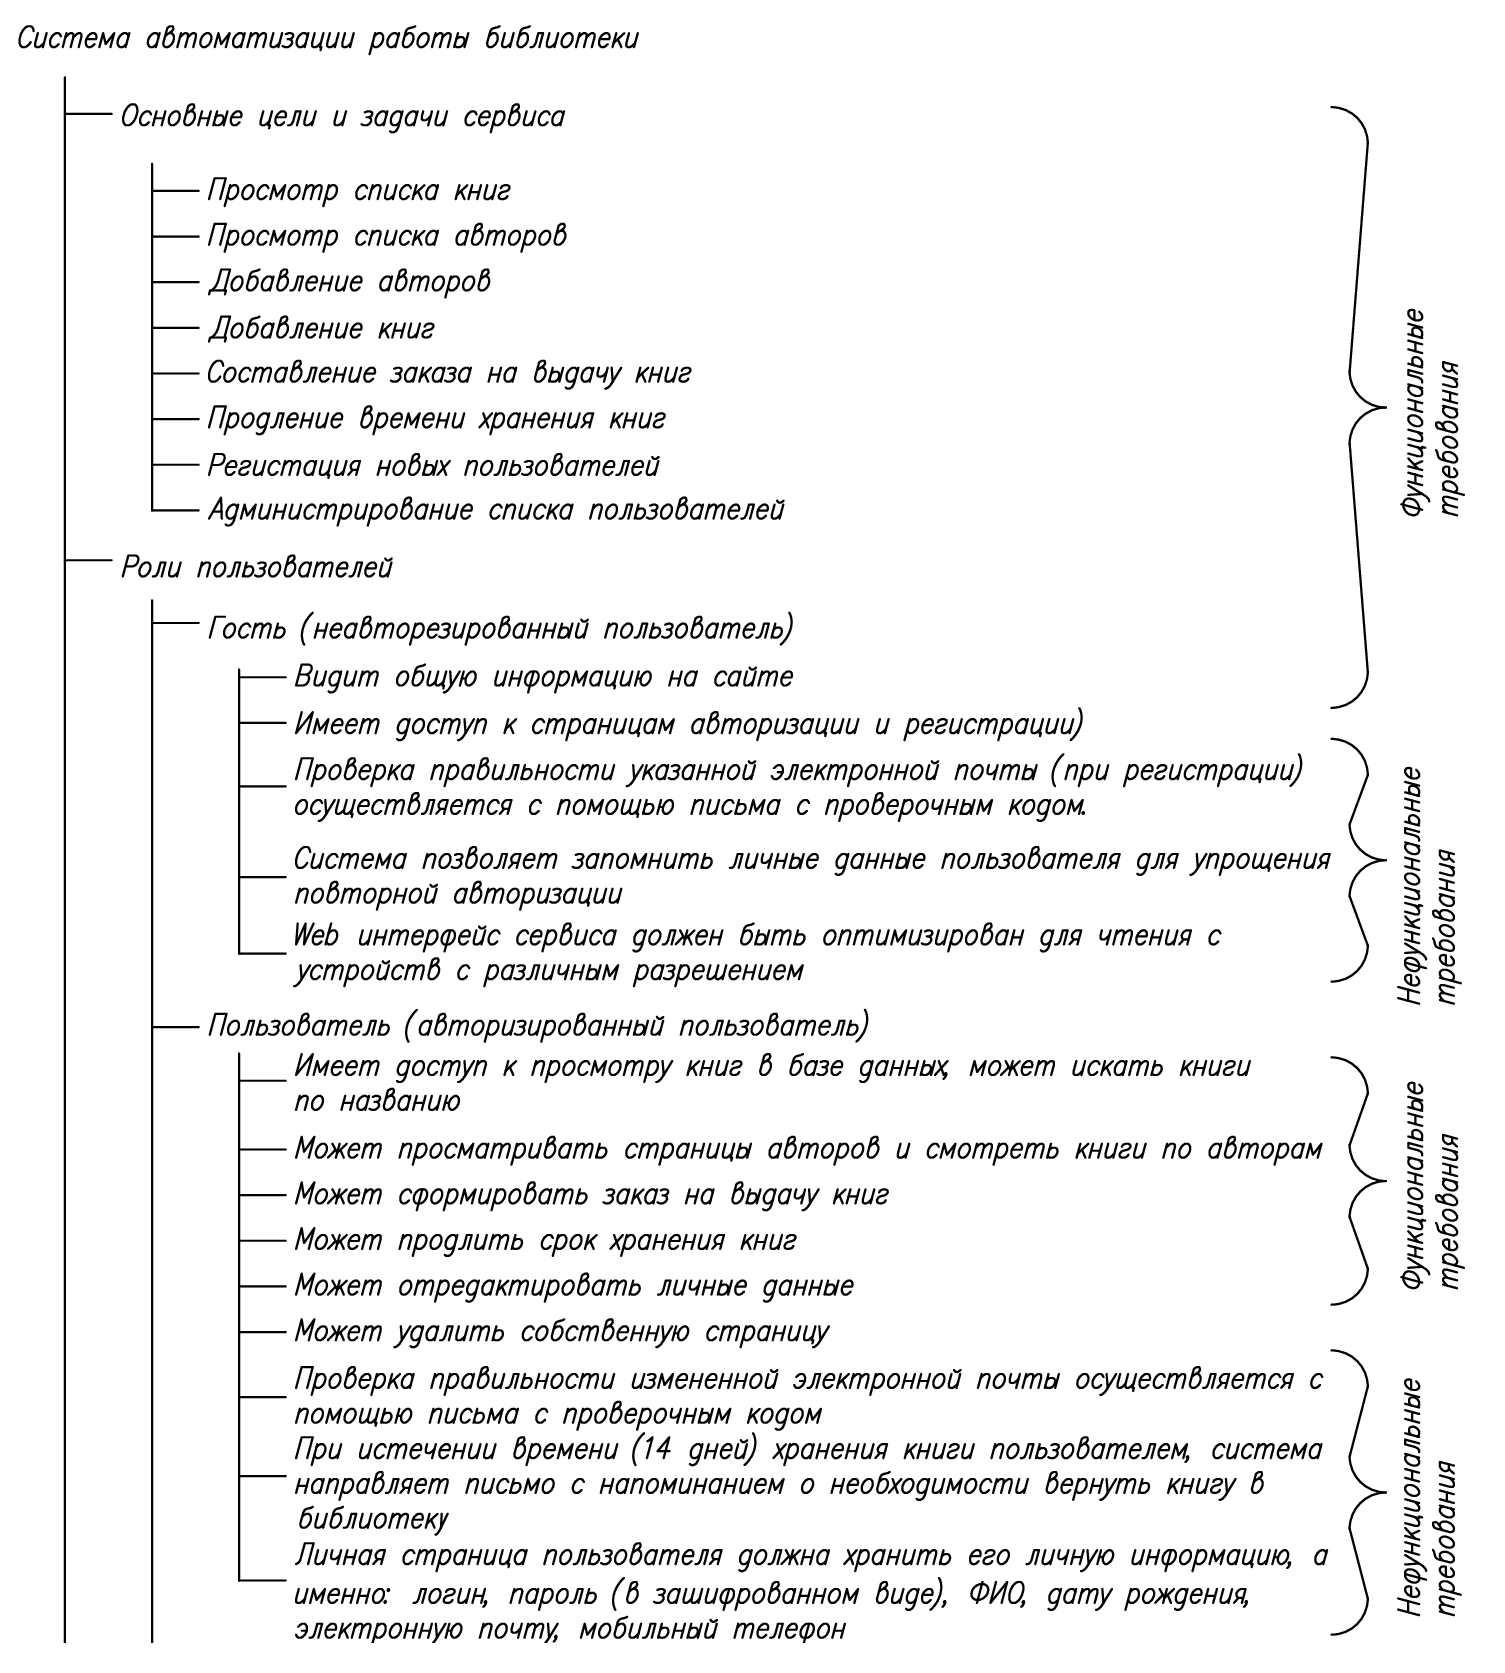 Система автоматизации работы библиотеки
Основные цели и задачи сервиса
Просмотр списка книг
Просмотр списка авторов
Добавление авторов
Добавление книг
Составление заказа на выдачу книг
Продление времени хранения книг
Регистация новых пользователей
Администрирование списка пользователей
Функциональные
требования
Роли пользователей
Гость (неавторезированный пользователь)
Видит общую информацию на сайте
Имеет доступ к страницам авторизации и регистрации)
Проверка правильности указанной электронной почты (при регистрации)
осуществляется с помощью письма с проверочным кодом.
Система позволяет запомнить личные данные пользователя для упрощения
повторной авторизации
Web интерфейс сервиса должен быть оптимизирован для чтения с
устройств с различным разрешением
Нефункциональные
требования
Пользователь (авторизированный пользователь)
Имеет доступ к просмотру книг в базе данных, может искать книги
по названию
Может просматривать страницы авторов и смотреть книги по авторам
Может сформировать заказ на выдачу книг
Может продлить срок хранения книг
Может отредактировать личные данные
Может удалить собственную страницу
Функциональные
требования
Проверка правильности измененной электронной почты осуществляется с
помощью письма с проверочным кодом
При истечении времени (14 дней) хранения книги пользователем, система
направляет письмо с напоминанием о необходимости вернуть книгу в
библиотеку
Личная страница пользователя должна хранить его личную информацию, а
именно: логин, пароль (в зашифрованном виде), ФИО, дату рождения,
электронную почту, мобильный телефон
Нефункциональные
требования